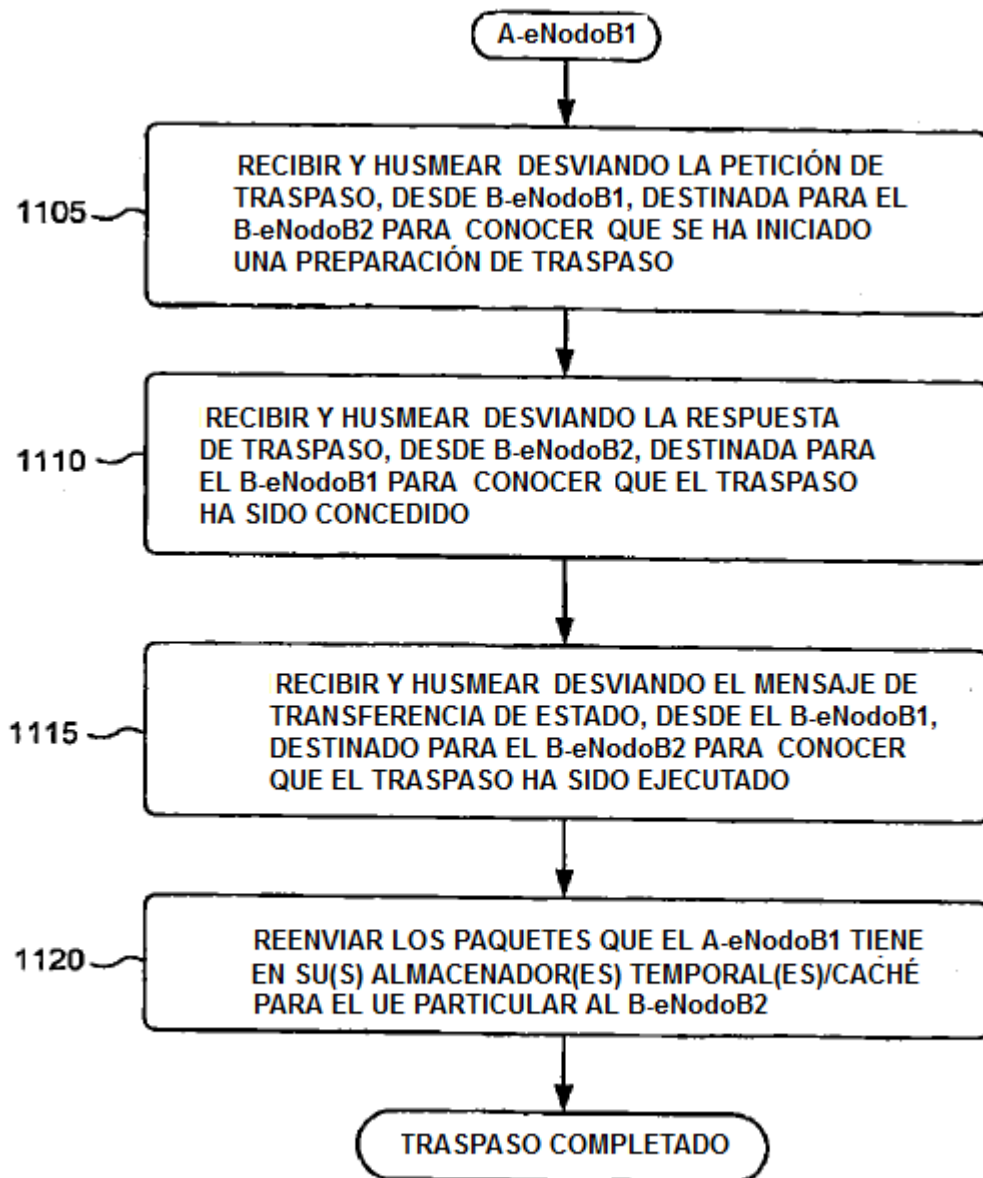 A-eNodoB1
1105
RECIBIR Y HUSMEAR DESVIANDO LA PETICIÓN DE
TRASPASO, DESDE B-eNodoB1, DESTINADA PARA EL
B-eNodoB2 PARA CONOCER QUE SE HA INICIADO
UNA PREPARACIÓN DE TRASPASO
1110
RECIBIR Y HUSMEAR DESVIANDO LA RESPUESTA
DE TRASPASO, DESDE B-eNodoB2, DESTINADA PARA
EL B-eNodoB1 PARA CONOCER QUE EL TRASPASO
HA SIDO CONCEDIDO
1115
RECIBIR Y HUSMEAR DESVIANDO EL MENSAJE DE
TRANSFERENCIA DE ESTADO, DESDE EL B-eNodoB1,
DESTINADO PARA EL B-eNodoB2 PARA CONOCER
QUE EL TRASPASO HA SIDO EJECUTADO
1120
REENVIAR LOS PAQUETES QUE EL A-eNodoB1 TIENE
EN SU(S) ALMACENADOR(ES) TEMPORAL(ES)/CACHÉ
PARA EL UE PARTICULAR AL B-eNodoB2
TRASPASO COMPLETADO